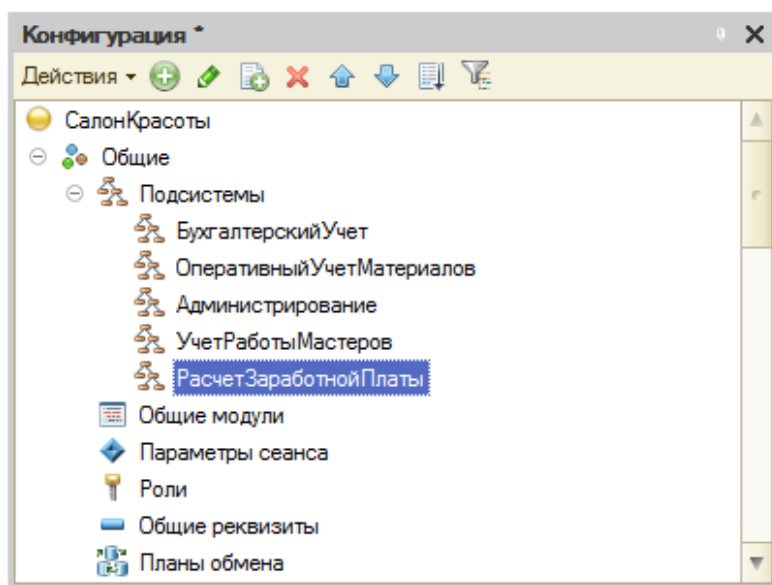 Конфигурация *
Действия
СалонКрасоты
Общие
Подсистемы
БухгалтерскийУчет
ОперативныйУчетМатериалов
Администрирование
УчетРаботыМастеров
РасчетЗаработнойПлаты
Общие модули
Параметры сеанса
Роли
Общие реквизиты
Планы обмена